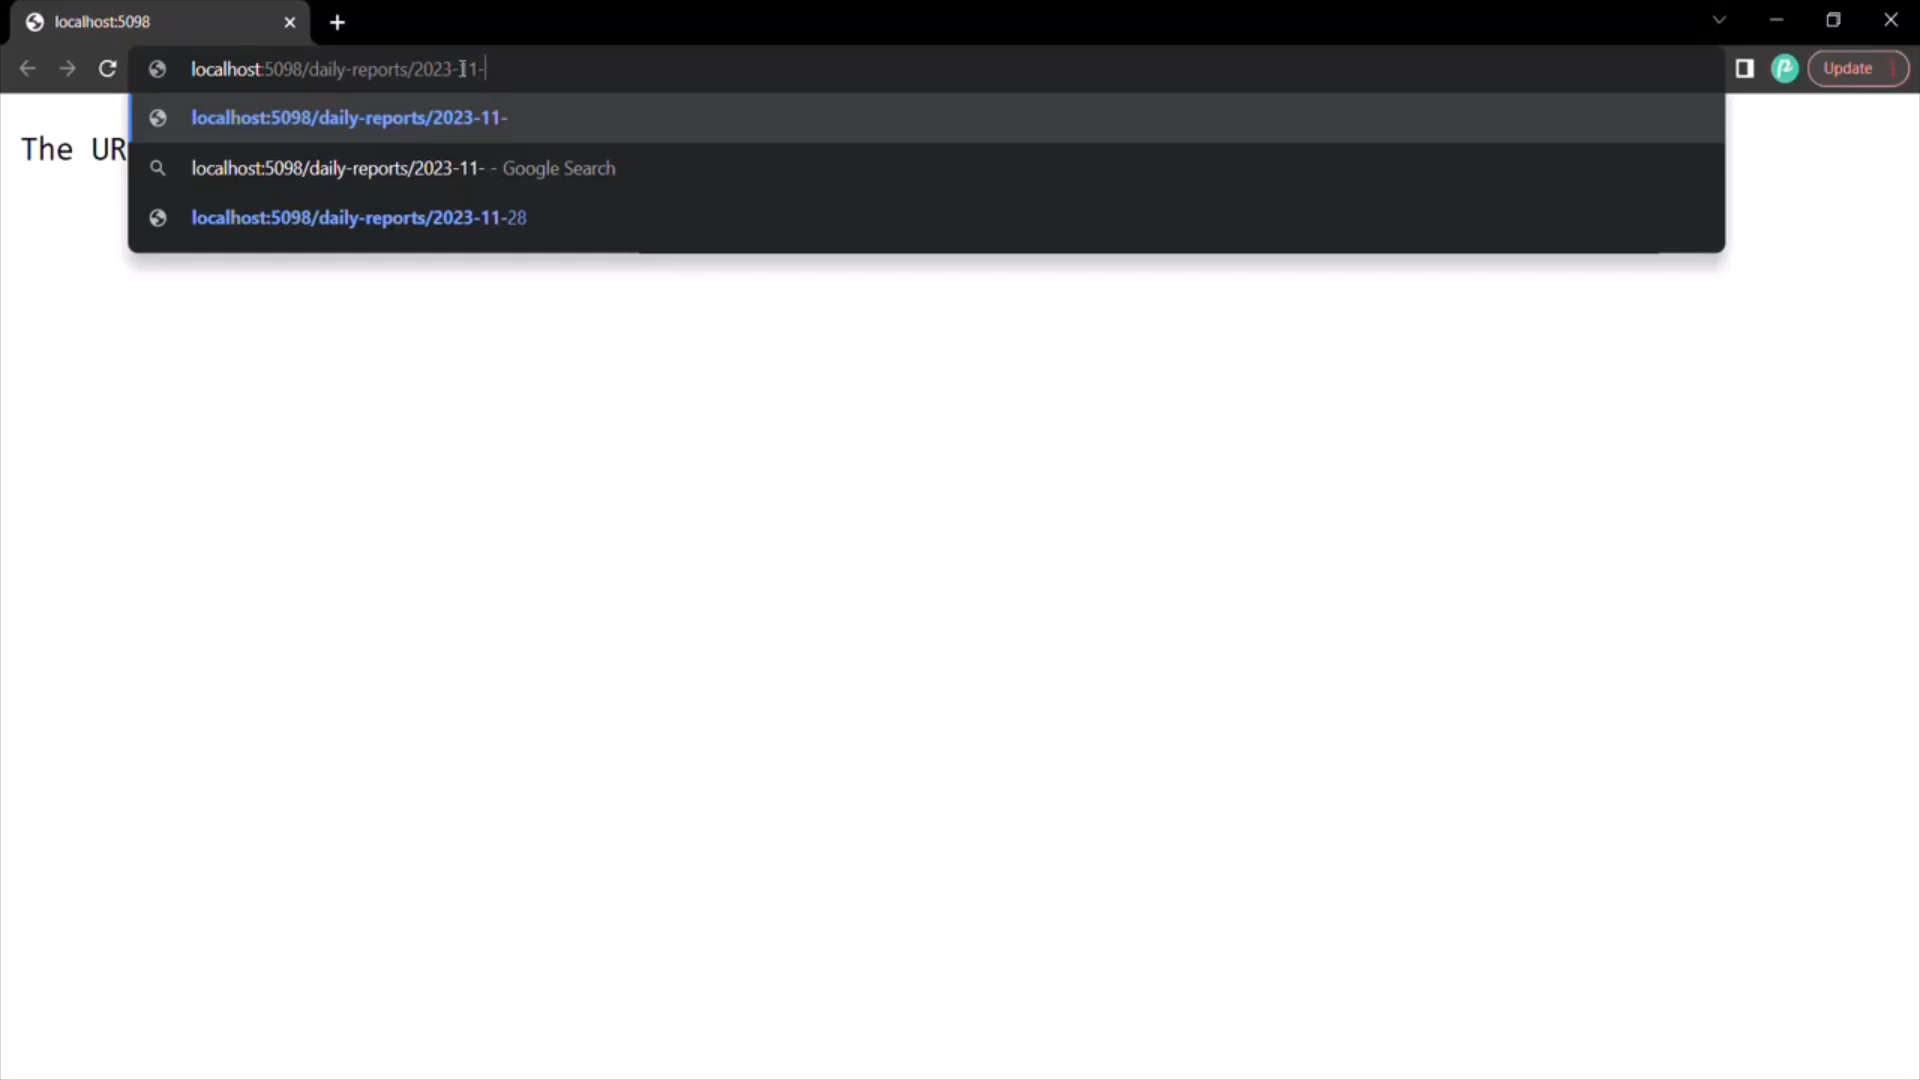 localhost:5098
localhost:5098/daily-reports/2023-11-
Update
localhost:5098/daily-reports/2023-11-
The UR
localhost:5098/daily-reports/2023-11- - Google Search
localhost:5098/daily-reports/2023-11-28